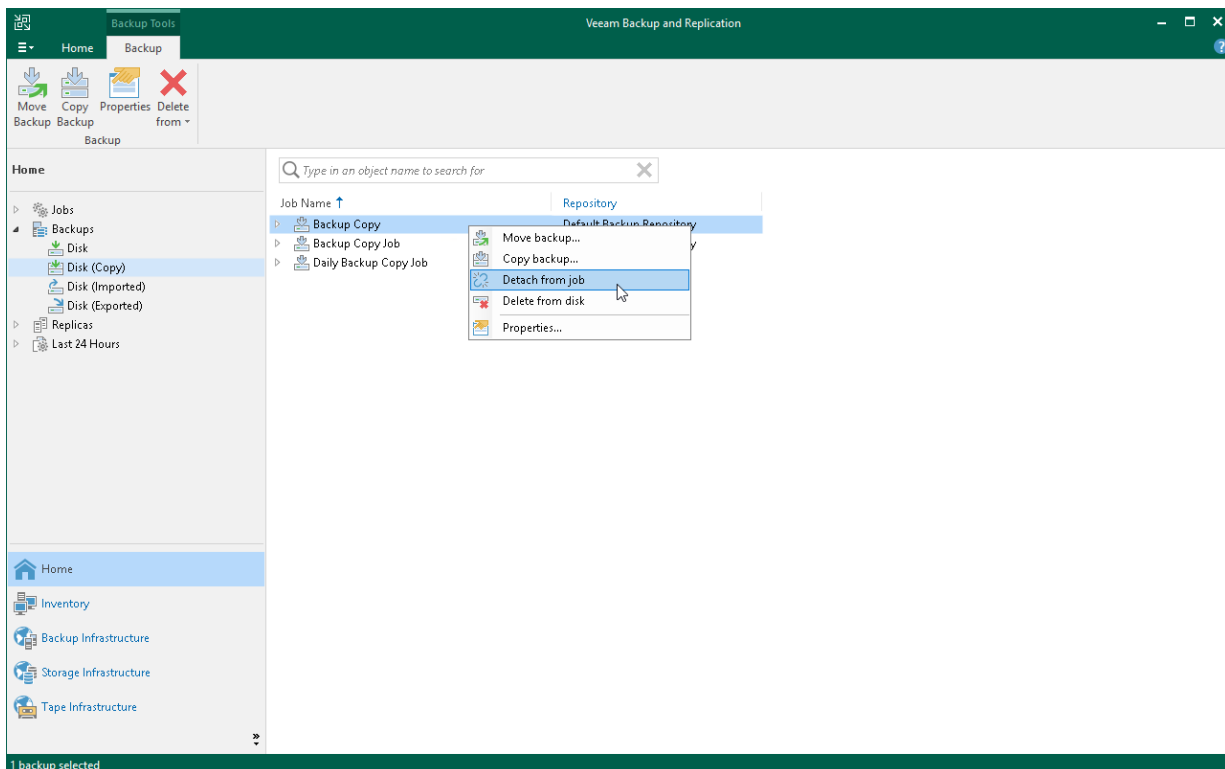 Backup Tools
Veeam Backup and Replication
Home
Backup
Move Backup
Copy Backup
Properties
Delete from
Backup
Home
Type in an object name to search for
Job Name
Repository
Jobs
Backups
Disk
Disk (Copy)
Disk (Imported)
Disk (Exported)
Replicas
Last 24 Hours
Backup Copy
Default Backup Repository
Backup Copy Job
y
Daily Backup Copy Job
Move backup...
Copy backup...
Detach from job
Delete from disk
Properties...
Home
Inventory
Backup Infrastructure
Storage Infrastructure
Tape Infrastructure
1 backup selected